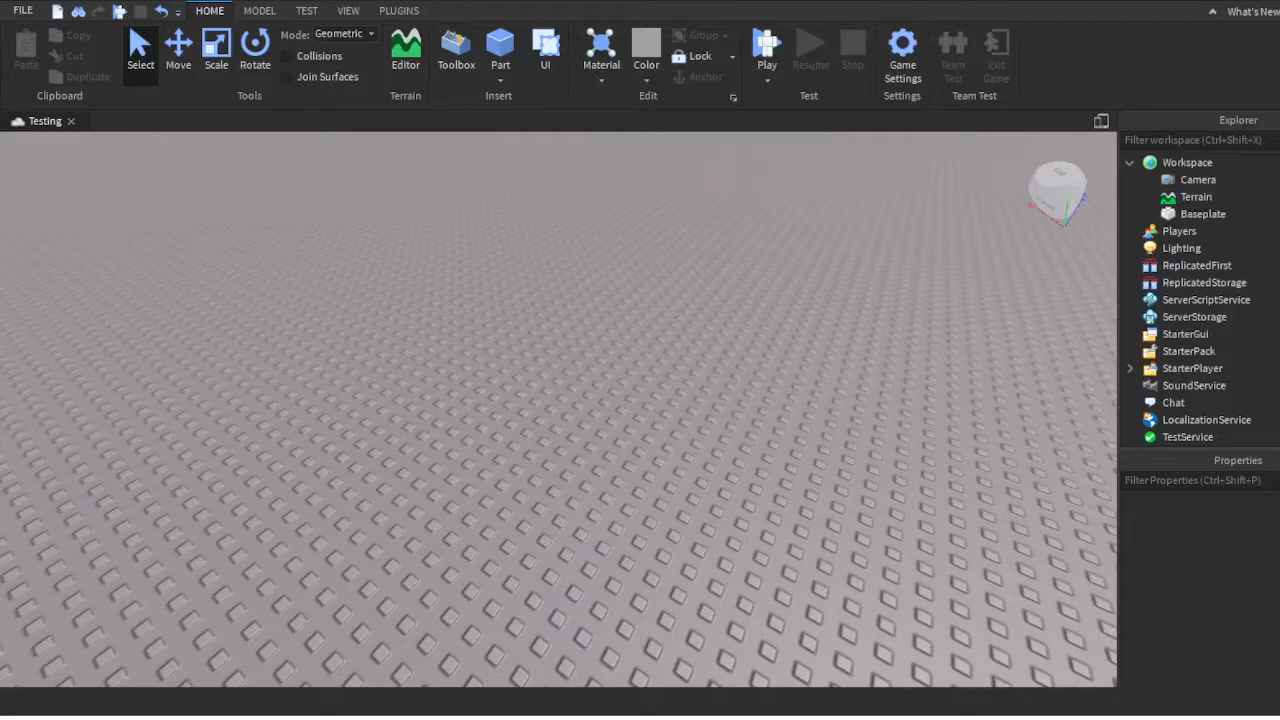 FILE HOME MODEL TEST VIEW PLUGINS What's New
Copy
Mode: Geometric
Group
Cut
Collisions
Lock
Paste Select Move Scale Rotate Editor Toolbox Part UI Material Color Play Resume Stop Game Settings Team Test Exit Game
Duplicate
Join Surfaces
Anchor
Clipboard Tools Terrain Insert Edit Test Settings Team Test
Testing
Explorer
Filter workspace (Ctrl+Shift+X)
Workspace
Camera
Terrain
Baseplate
Players
Lighting
ReplicatedFirst
ReplicatedStorage
ServerScriptService
ServerStorage
StarterGui
StarterPack
StarterPlayer
SoundService
Chat
LocalizationService
TestService
Properties
Filter Properties (Ctrl+Shift+P)
X
Z